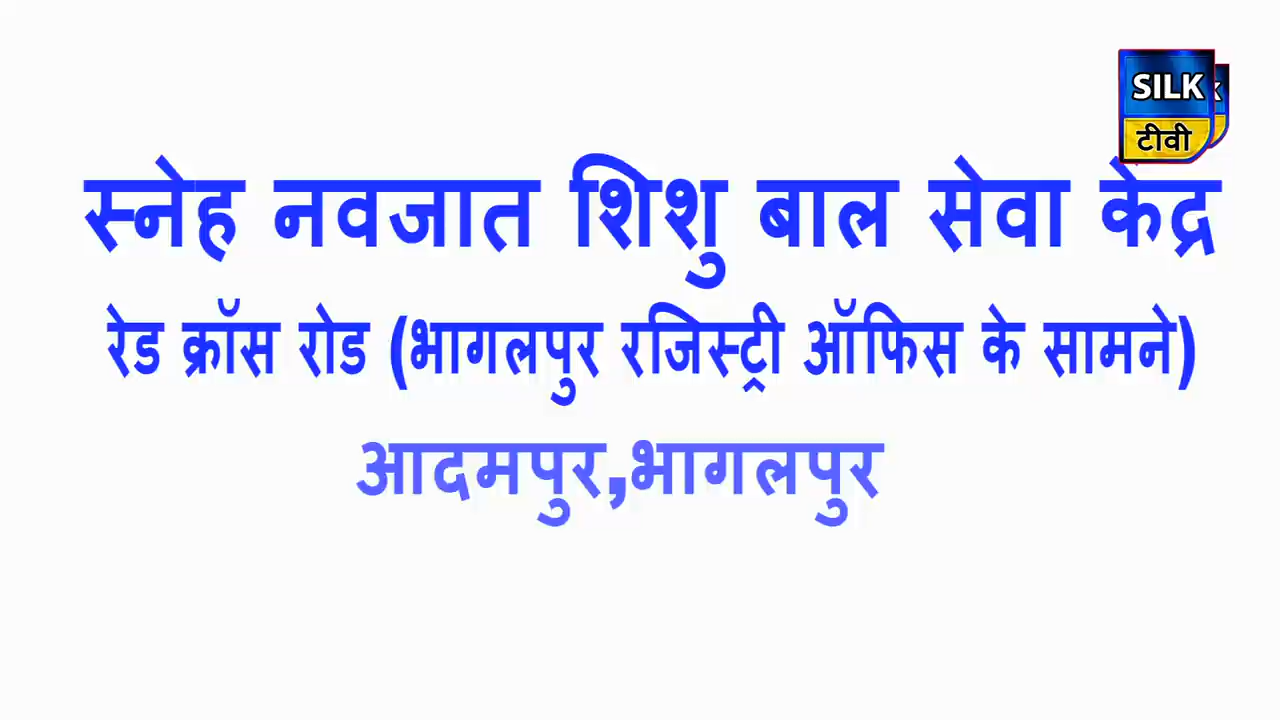 SILK
टीवी
स्नेह नवजात शिशु बाल सेवा केंद्र
रेड क्रॉस रोड (भागलपुर रजिस्ट्री ऑफिस के सामने)
आदमपुर,भागलपुर